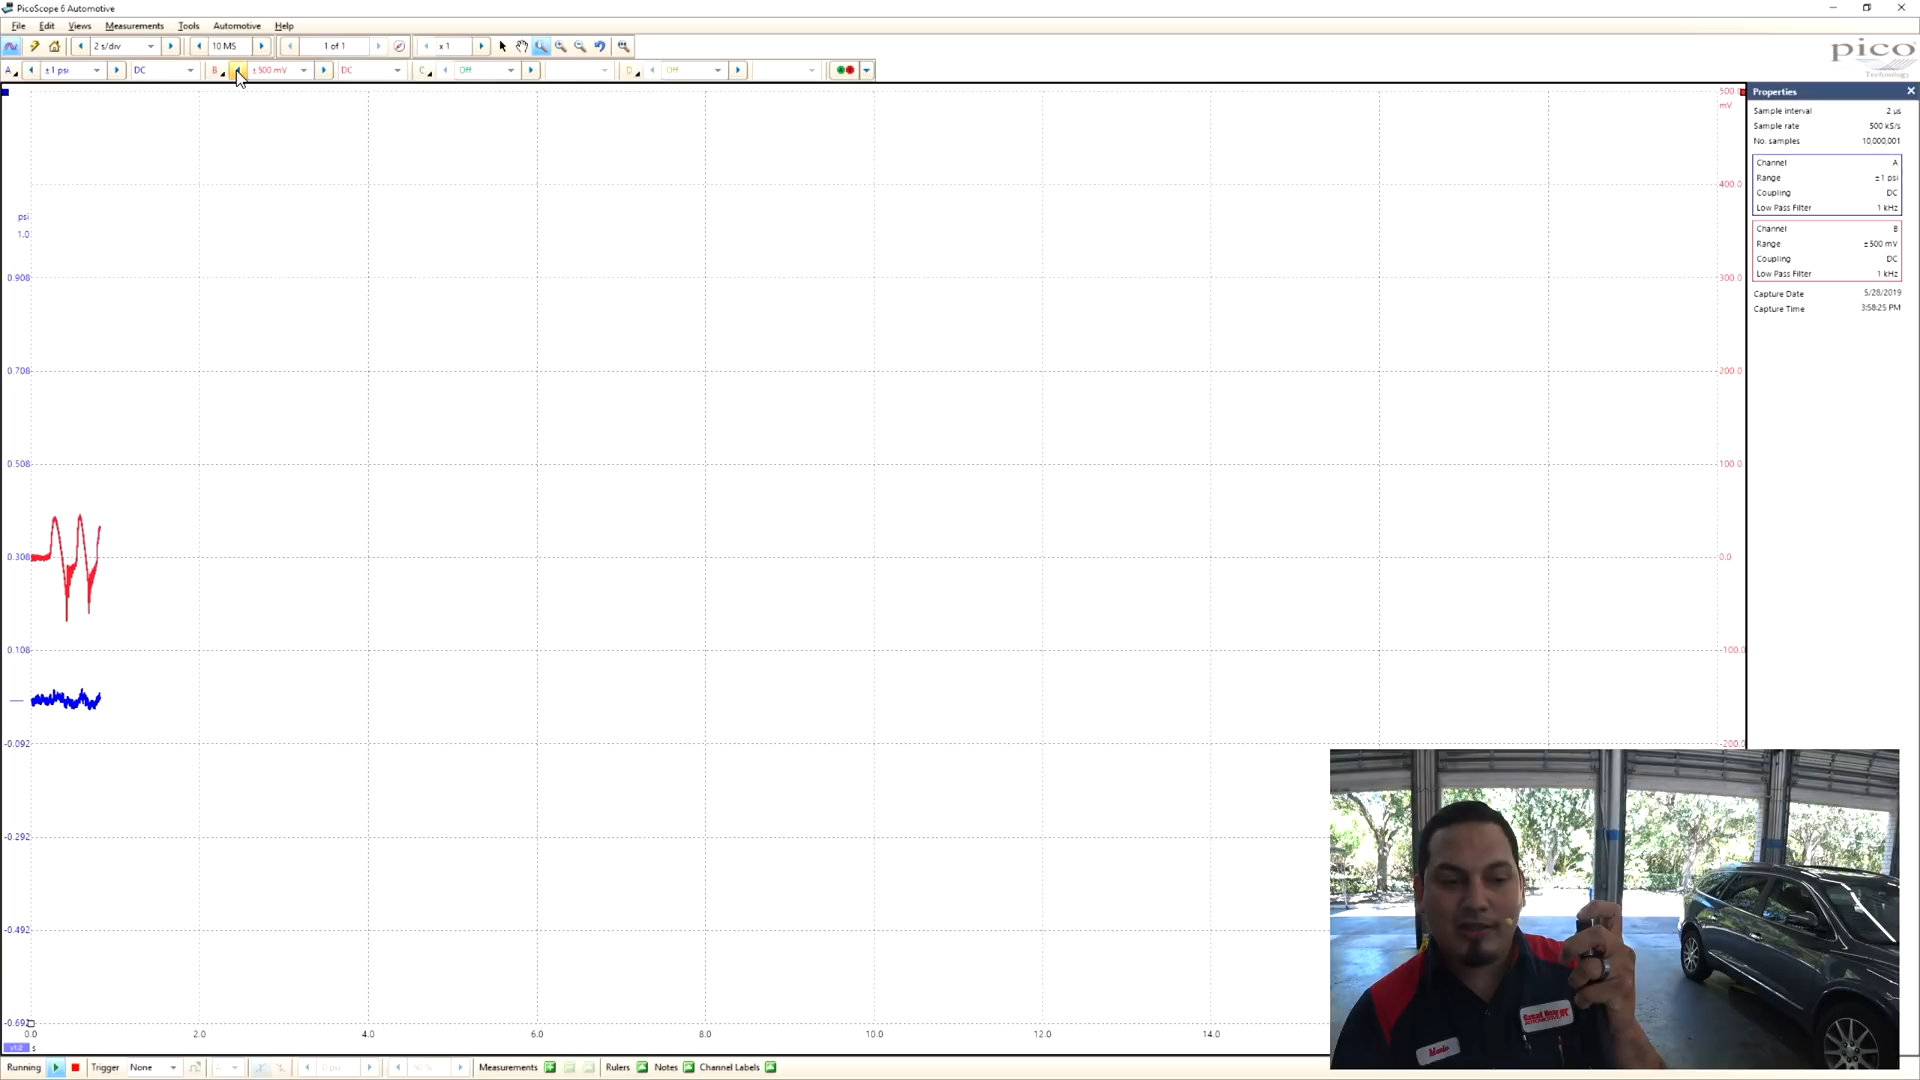 PicoScope 6 Automotive
File Edit Views Measurements Tools Automotive Help
2 s/div 10 MS 1 of 1 x 1
A ±1 psi DC B ±500 mV DC C Off D Off
pico
Technology
Properties
Sample interval 2 µs
Sample rate 500 kS/s
No. samples 10,000,001
Channel A
Range ±1 psi
Coupling DC
Low Pass Filter 1 kHz
Channel B
Range ±500 mV
Coupling DC
Low Pass Filter 1 kHz
Capture Date 5/28/2019
Capture Time 3:58:25 PM
500.0
mV
400.0
psi
1.0
0.908 300.0
0.708 200.0
0.508 100.0
0.308 0.0
0.108 -100.0
-0.092 -200.0
-0.292
-0.492
-0.692
0.0 2.0 4.0 6.0 8.0 10.0 12.0 14.0
x1.0 s
Running Trigger None Measurements Rulers Notes Channel Labels